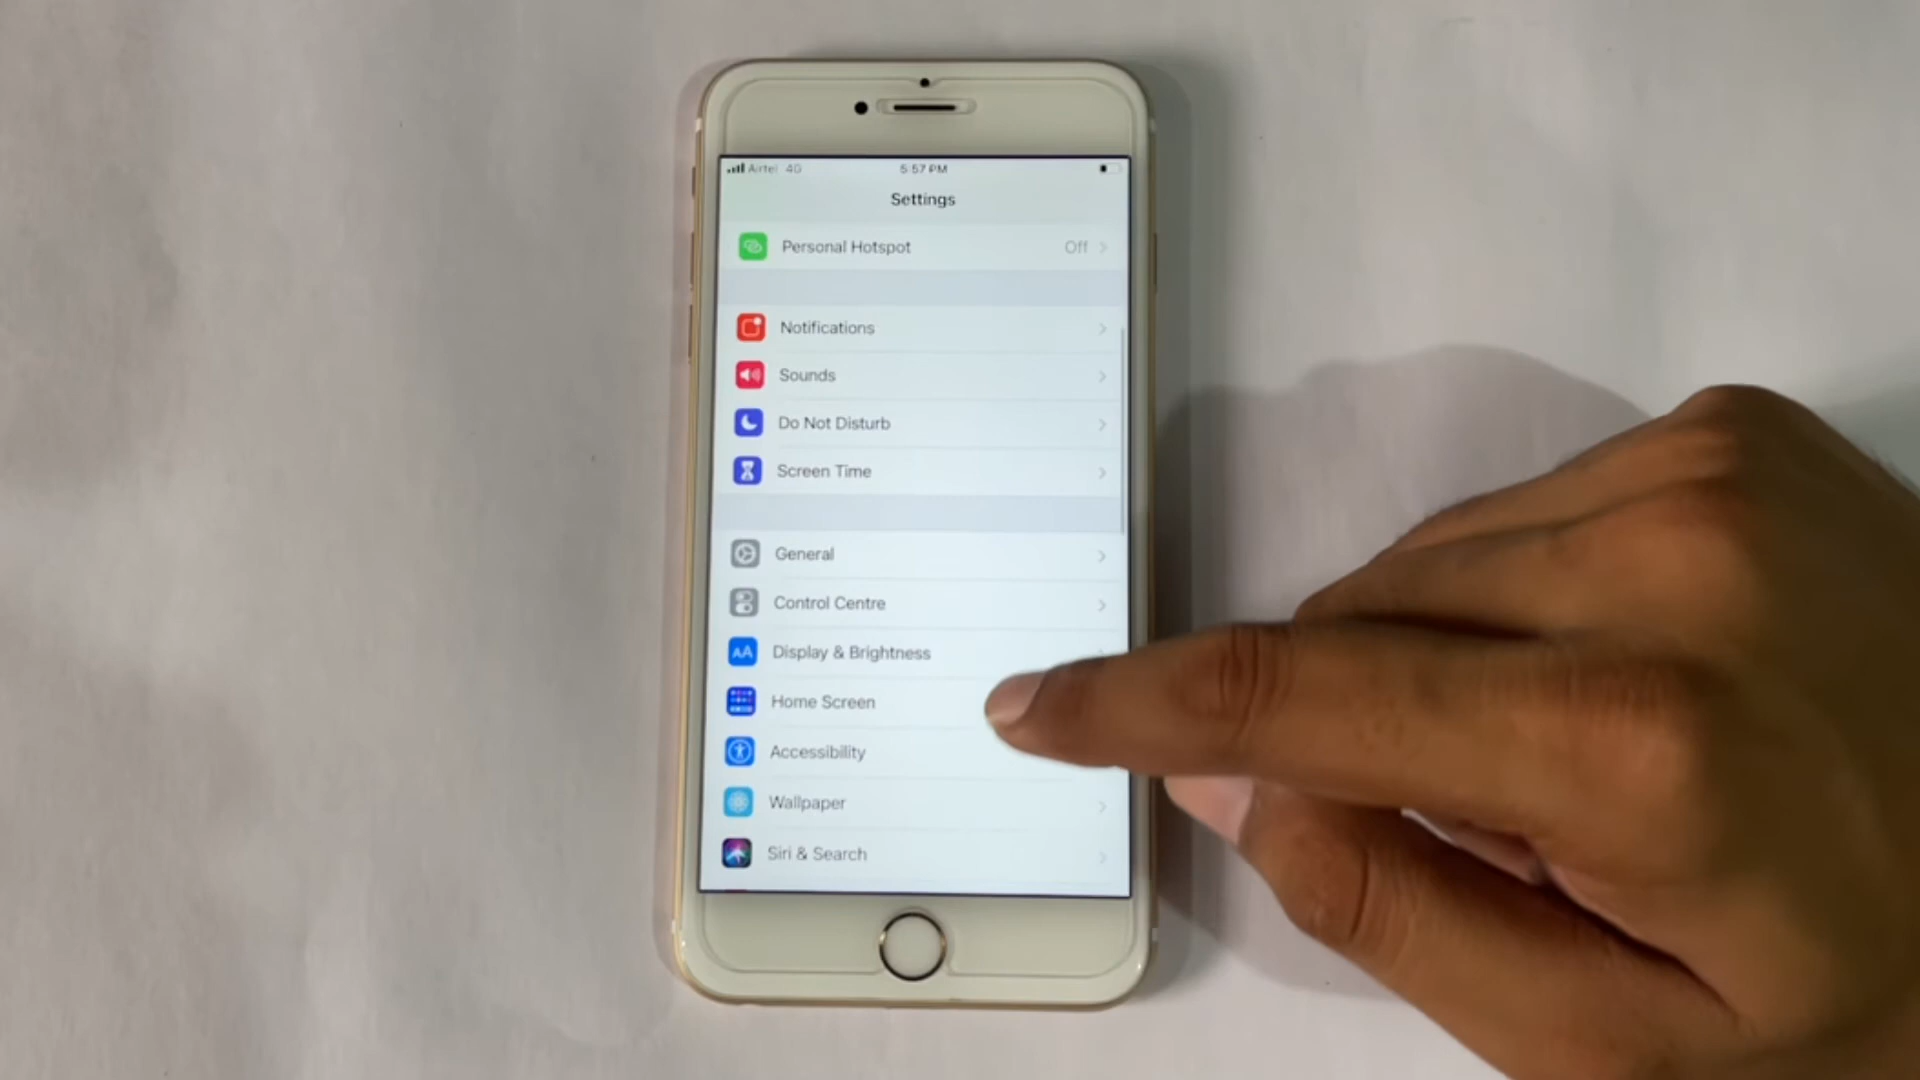 Airtel 4G 5:57 PM
Settings
Personal Hotspot Off
Notifications
Sounds
Do Not Disturb
Screen Time
General
Control Centre
AA Display & Brightness
Home Screen
Accessibility
Wallpaper
Siri & Search